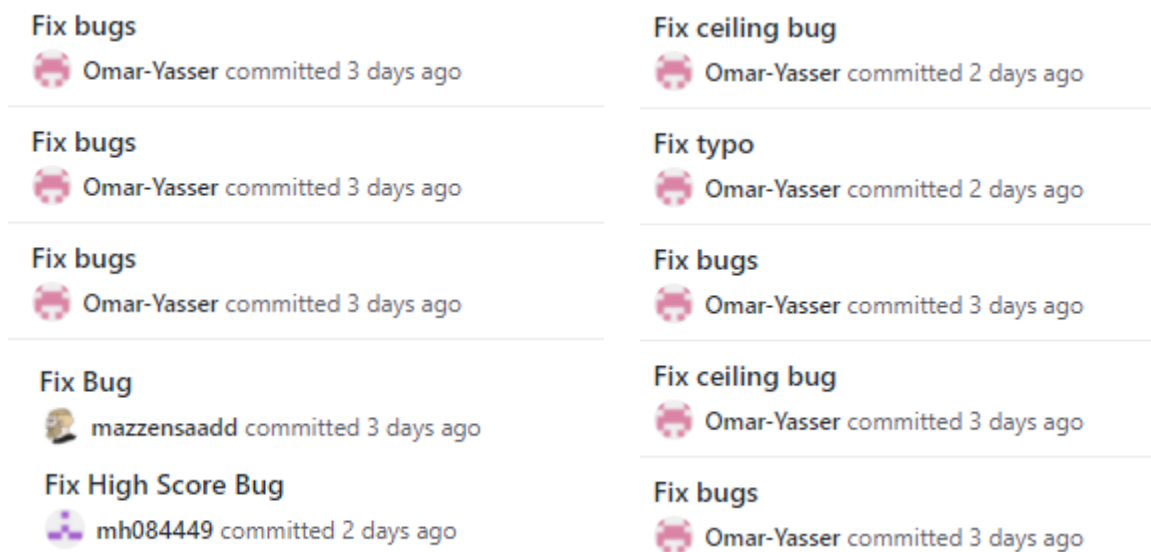 Fix bugs
Omar-Yasser committed 3 days ago
Fix bugs
Omar-Yasser committed 3 days ago
Fix bugs
Omar-Yasser committed 3 days ago
Fix Bug
mazzensaadd committed 3 days ago
Fix High Score Bug
mh084449 committed 2 days ago
Fix ceiling bug
Omar-Yasser committed 2 days ago
Fix typo
Omar-Yasser committed 2 days ago
Fix bugs
Omar-Yasser committed 3 days ago
Fix ceiling bug
Omar-Yasser committed 3 days ago
Fix bugs
Omar-Yasser committed 3 days ago